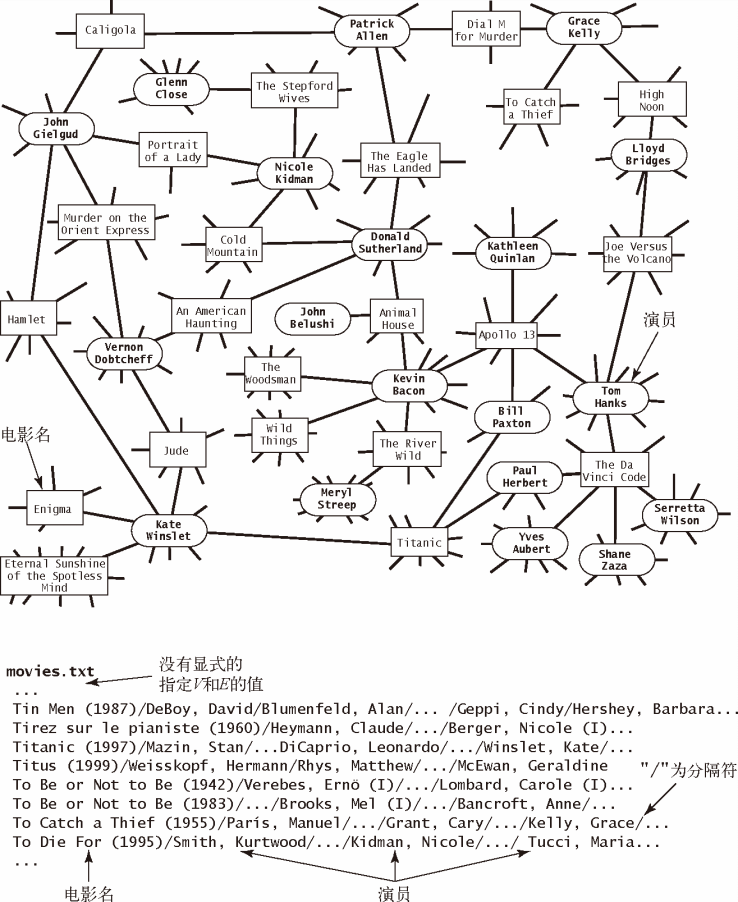 Caligola
Patrick
Allen
Dial M
for Murder
Grace
Kelly
Glenn
Close
The Stepford
Wives
To Catch
a Thief
High
Noon
John
Gielgud
Portrait
of a Lady
Nicole
Kidman
The Eagle
Has Landed
Lloyd
Bridges
Murder on the
Orient Express
Cold
Mountain
Donald
Sutherland
Kathleen
Quinlan
Joe Versus
the Volcano
Hamlet
An American
Haunting
John
Belushi
Animal
House
Apollo 13
演员
Vernon
Dobtcheff
The
Woodsman
Kevin
Bacon
Tom
Hanks
Bill
Paxton
电影名
Jude
Wild
Things
The River
Wild
Paul
Herbert
The Da
Vinci Code
Enigma
Meryl
Streep
Serretta
Wilson
Kate
Winslet
Titanic
Yves
Aubert
Shane
Zaza
Eternal Sunshine
of the Spotless
Mind
movies.txt
没有显式的
指定V和E的值
...
Tin Men (1987)/DeBoy, David/Blumenfeld, Alan/... /Geppi, Cindy/Hershey, Barbara...
Tirez sur le pianiste (1960)/Heymann, Claude/.../Berger, Nicole (I)...
Titanic (1997)/Mazin, Stan/...DiCaprio, Leonardo/.../Winslet, Kate/...
Titus (1999)/Weisskopf, Hermann/Rhys, Matthew/.../McEwan, Geraldine
"/"为分隔符
To Be or Not to Be (1942)/Verebes, Ernö (I)/.../Lombard, Carole (I)...
To Be or Not to Be (1983)/.../Brooks, Mel (I)/.../Bancroft, Anne/...
To Catch a Thief (1955)/París, Manuel/.../Grant, Cary/.../Kelly, Grace/...
To Die For (1995)/Smith, Kurtwood/.../Kidman, Nicole/.../ Tucci, Maria...
...
电影名
演员